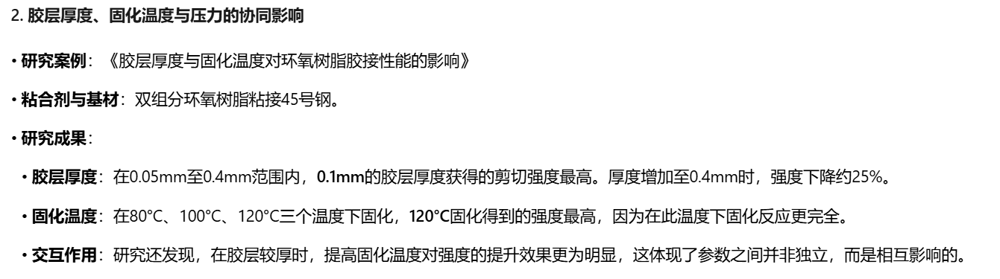 2. 胶层厚度、固化温度与压力的协同影响
• 研究案例：《胶层厚度与固化温度对环氧树脂胶接性能的影响》
• 粘合剂与基材：双组分环氧树脂粘接45号钢。
• 研究成果：
• 胶层厚度：在0.05mm至0.4mm范围内，0.1mm的胶层厚度获得的剪切强度最高。厚度增加至0.4mm时，强度下降约25%。
• 固化温度：在80°C、100°C、120°C三个温度下固化，120°C固化得到的强度最高，因为在此温度下固化反应更完全。
• 交互作用：研究还发现，在胶层较厚时，提高固化温度对强度的提升效果更为明显，这体现了参数之间并非独立，而是相互影响的。